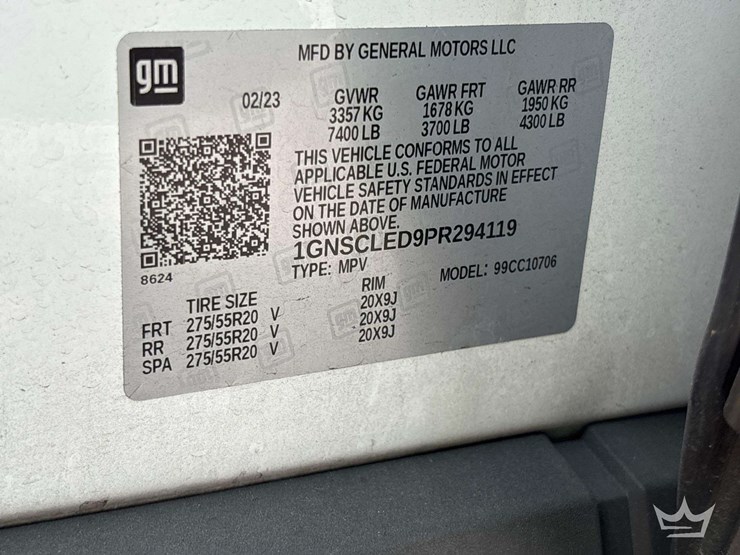 gm
MFD BY GENERAL MOTORS LLC
02/23 GVWR GAWR FRT GAWR RR
3357 KG 1678 KG 1950 KG
7400 LB 3700 LB 4300 LB
THIS VEHICLE CONFORMS TO ALL
APPLICABLE U.S. FEDERAL MOTOR
VEHICLE SAFETY STANDARDS IN EFFECT
ON THE DATE OF MANUFACTURE
SHOWN ABOVE.
1GNSCLED9PR294119
8624
TYPE: MPV MODEL: 99CC10706
TIRE SIZE RIM
FRT 275/55R20 V 20X9J
RR 275/55R20 V 20X9J
SPA 275/55R20 V 20X9J